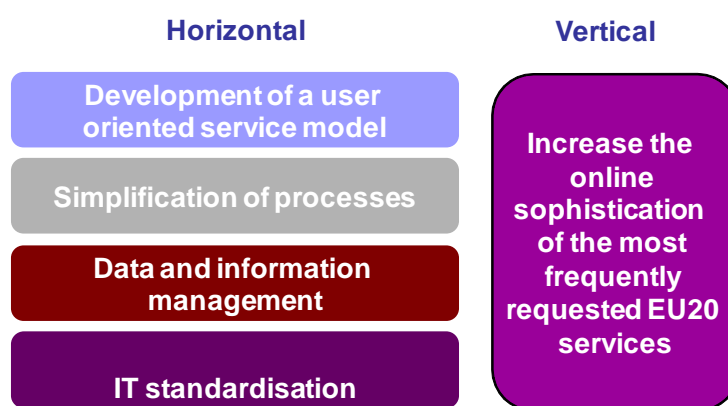 Horizontal
Vertical
Development of a user
oriented service model
Simplification of processes
Data and information
management
IT standardisation
Increase the
online
sophistication
of the most
frequently
requested EU20
services